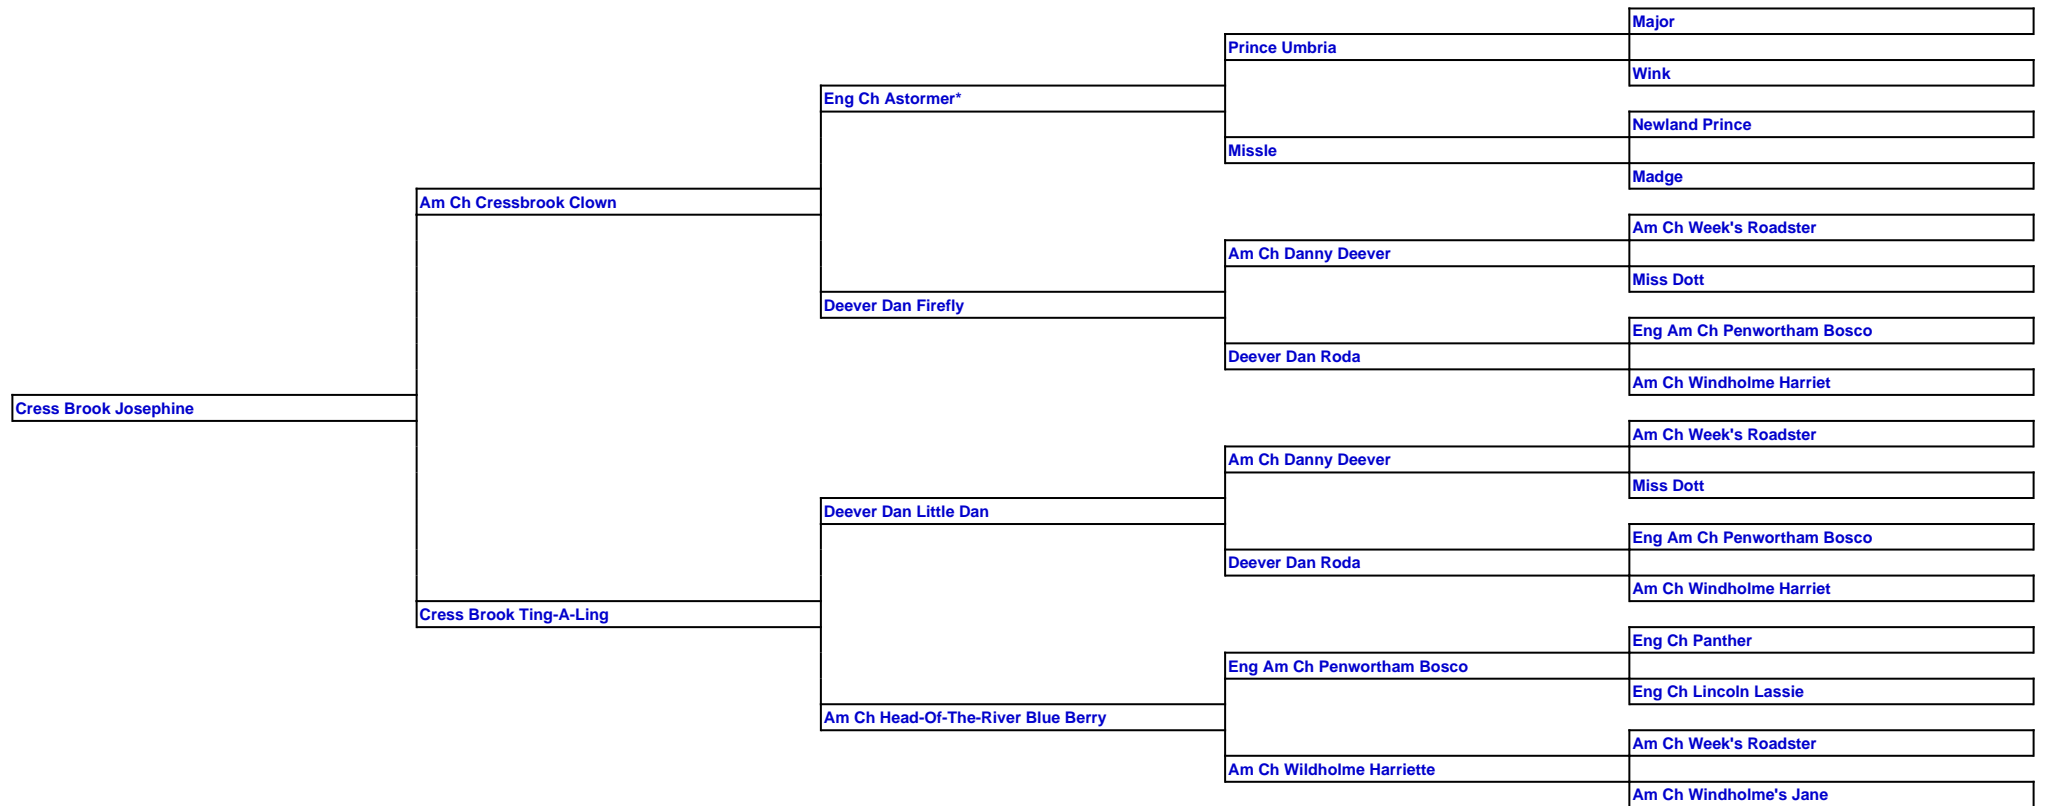 Major
Prince Umbria
Wink
Eng Ch Astormer*
Newland Prince
Missle
Madge
Am Ch Cressbrook Clown
Am Ch Week's Roadster
Am Ch Danny Deever
Miss Dott
Deever Dan Firefly
Eng Am Ch Penwortham Bosco
Deever Dan Roda
Am Ch Windholme Harriet
Cress Brook Josephine
Am Ch Week's Roadster
Am Ch Danny Deever
Miss Dott
Deever Dan Little Dan
Eng Am Ch Penwortham Bosco
Deever Dan Roda
Am Ch Windholme Harriet
Cress Brook Ting-A-Ling
Eng Ch Panther
Eng Am Ch Penwortham Bosco
Eng Ch Lincoln Lassie
Am Ch Head-Of-The-River Blue Berry
Am Ch Week's Roadster
Am Ch Wildholme Harriette
Am Ch Windholme's Jane